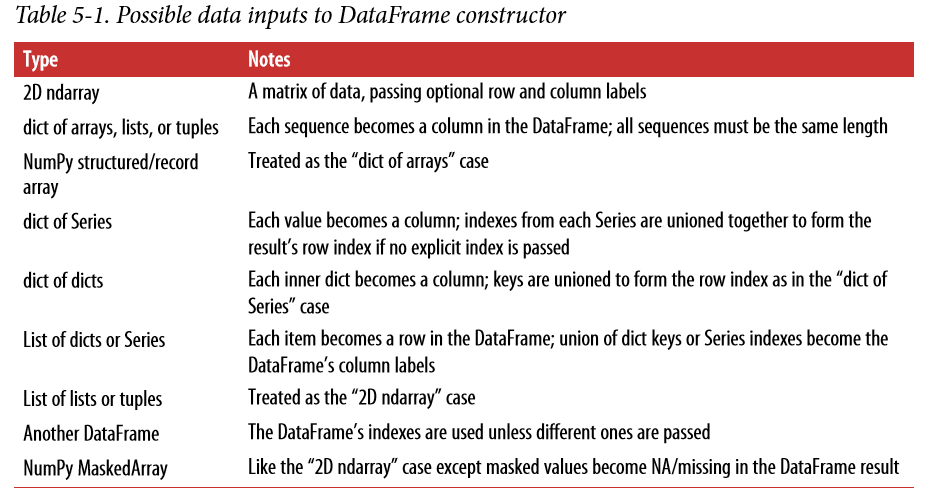 Table 5-1. Possible data inputs to DataFrame constructor
Type Notes
2D ndarray A matrix of data, passing optional row and column labels
dict of arrays, lists, or tuples Each sequence becomes a column in the DataFrame; all sequences must be the same length
NumPy structured/record Treated as the “dict of arrays” case
array
dict of Series Each value becomes a column; indexes from each Series are unioned together to form the
result’s row index if no explicit index is passed
dict of dicts Each inner dict becomes a column; keys are unioned to form the row index as in the “dict of
Series” case
List of dicts or Series Each item becomes a row in the DataFrame; union of dict keys or Series indexes become the
DataFrame’s column labels
List of lists or tuples Treated as the “2D ndarray” case
Another DataFrame The DataFrame’s indexes are used unless different ones are passed
NumPy MaskedArray Like the “2D ndarray” case except masked values become NA/missing in the DataFrame result